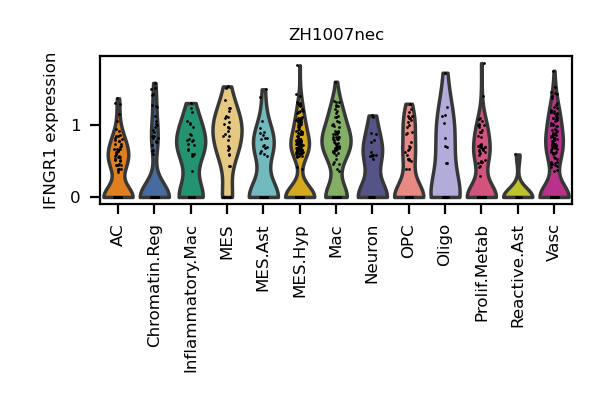 ZH1007nec
IFNGR1 expression
1
0
AC
Chromatin.Reg
Inflammatory.Mac
MES
MES.Ast
MES.Hyp
Mac
Neuron
OPC
Oligo
Prolif.Metab
Reactive.Ast
Vasc